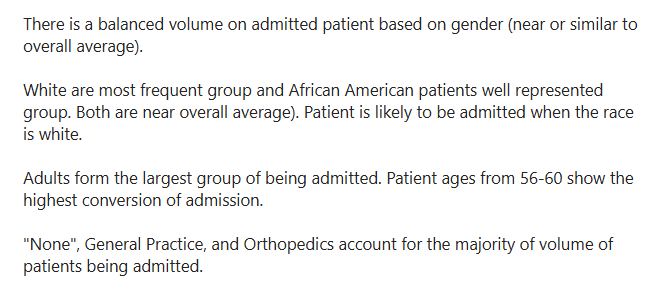 There is a balanced volume on admitted patient based on gender (near or similar to
overall average).
White are most frequent group and African American patients well represented
group. Both are near overall average). Patient is likely to be admitted when the race
is white.
Adults form the largest group of being admitted. Patient ages from 56-60 show the
highest conversion of admission.
"None", General Practice, and Orthopedics account for the majority of volume of
patients being admitted.